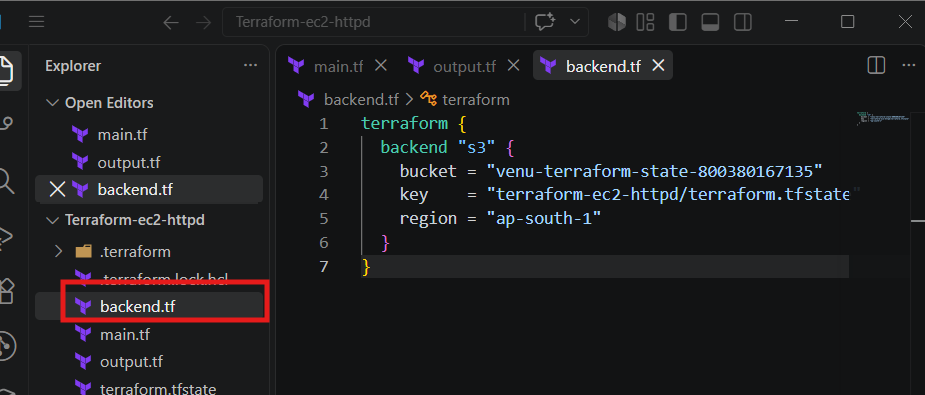 Terraform-ec2-httpd
Explorer
Open Editors
main.tf
output.tf
backend.tf
Terraform-ec2-httpd
.terraform
.terraform.lock.hcl
backend.tf
main.tf
output.tf
terraform.tfstate
main.tf
output.tf
backend.tf
backend.tf > terraform
1 terraform {
2 backend "s3" {
3 bucket = "venu-terraform-state-800380167135"
4 key = "terraform-ec2-httpd/terraform.tfstate"
5 region = "ap-south-1"
6 }
7 }